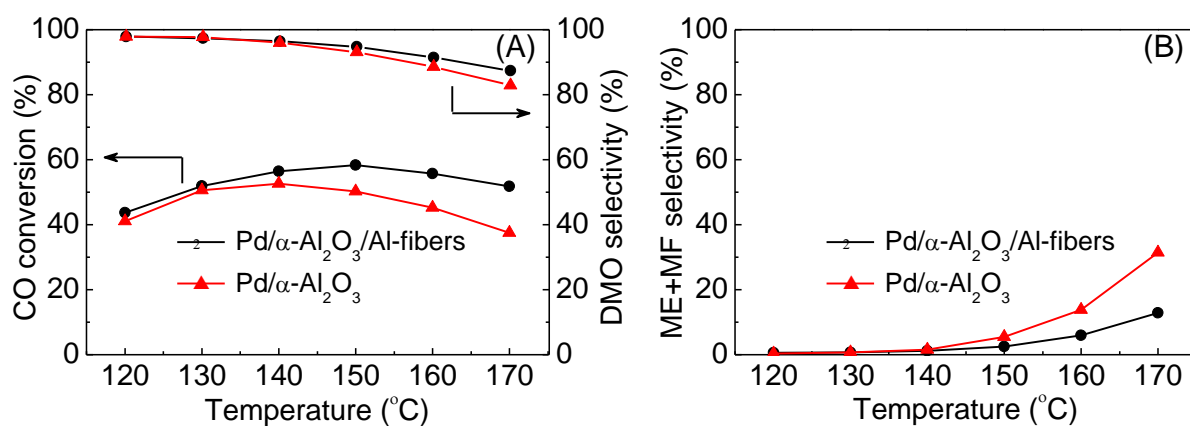 (A)
CO conversion (%)
100
80
60
40
20
0
2 Pd/α-Al2O3/Al-fibers
Pd/α-Al2O3
120 130 140 150 160 170
Temperature (°C)
100
80
60
40
20
0
DMO selectivity (%)
(B)
ME+MF selectivity (%)
100
80
60
40
20
0
2 Pd/α-Al2O3/Al-fibers
Pd/α-Al2O3
120 130 140 150 160 170
Temperature (°C)